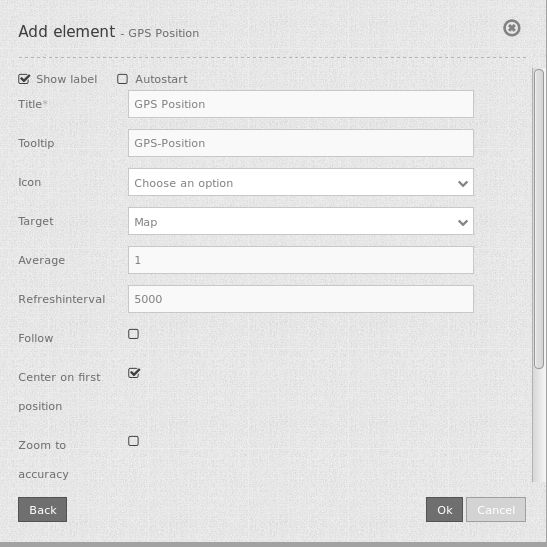 Add element - GPS Position
Show label Autostart
Title* GPS Position
Tooltip GPS-Position
Icon Choose an option
Target Map
Average 1
Refreshinterval 5000
Follow
Center on first
position
Zoom to
accuracy
Back Ok Cancel